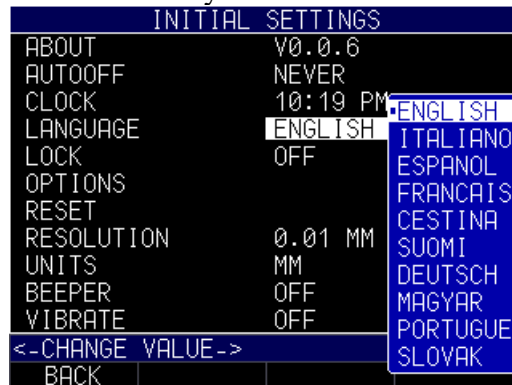 INITIAL SETTINGS
ABOUT V0.0.6
AUTOOFF NEVER
CLOCK 10:19 PM
LANGUAGE ENGLISH
LOCK OFF
OPTIONS
RESET
RESOLUTION 0.01 MM
UNITS MM
BEEPER OFF
VIBRATE OFF
ENGLISH
ITALIANO
ESPANOL
FRANCAIS
CESTINA
SUOMI
DEUTSCH
MAGYAR
PORTUGUE
SLOVAK
<-CHANGE VALUE->
BACK